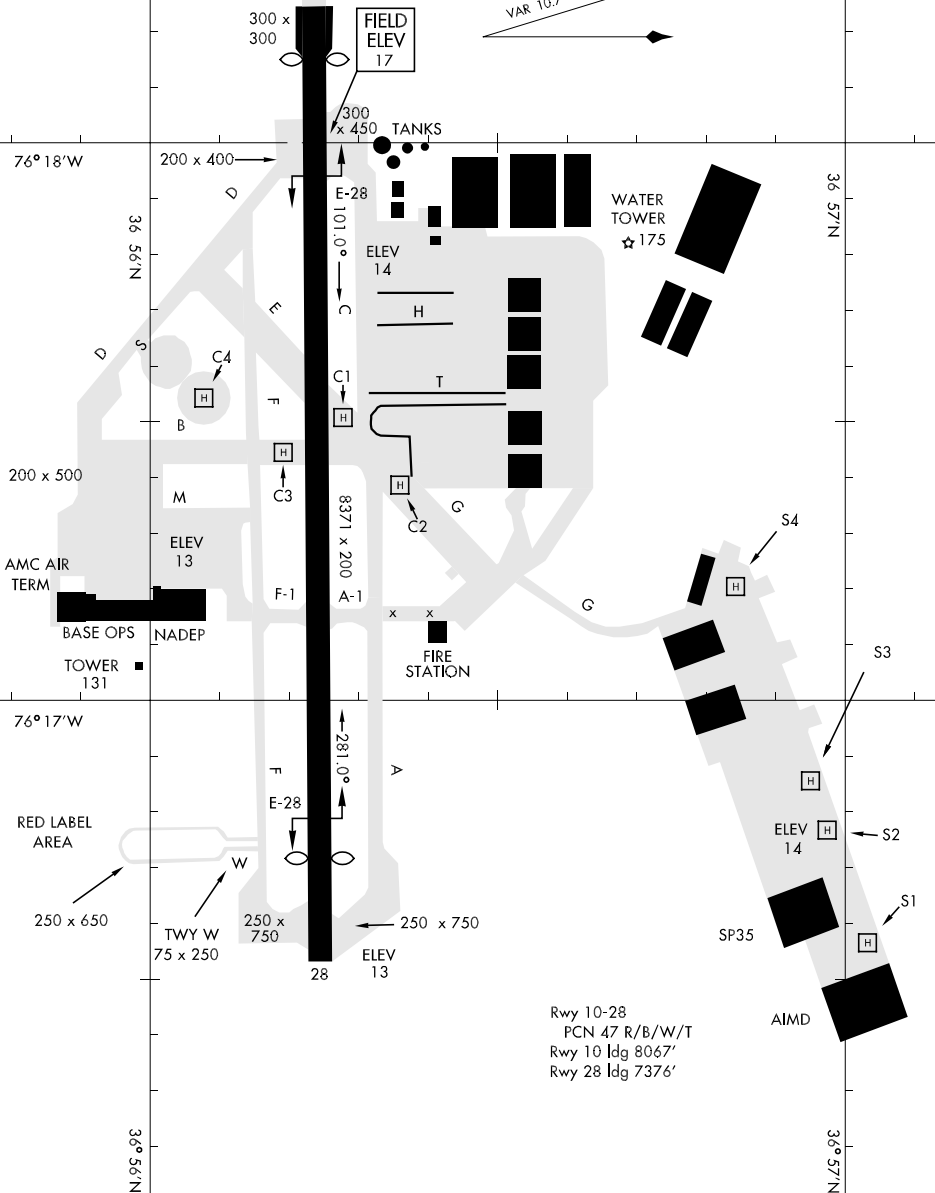 300 x
300
FIELD
ELEV
17
VAR 10.
300
x 450
TANKS
76° 18'W
200 x 400
D
E-28
101.0°
36
56'N
36
57'N
WATER
TOWER
175
ELEV
14
E
C
H
D
S
C4
C1
T
H
F
H
B
H
200 x 500
C3
H
M
8371 x 200
C2
G
S4
ELEV
13
AMC AIR
TERM
F-1
A-1
H
x
x
G
BASE OPS
NADEP
FIRE
STATION
TOWER
131
S3
76° 17'W
281.0°
F
A
H
E-28
RED LABEL
AREA
ELEV
14
H
S2
W
250 x 650
250 x
750
250 x 750
S1
TWY W
75 x 250
SP35
H
ELEV
13
28
Rwy 10-28
PCN 47 R/B/W/T
Rwy 10 ldg 8067'
Rwy 28 ldg 7376'
AIMD
36° 56'N
36° 57'N